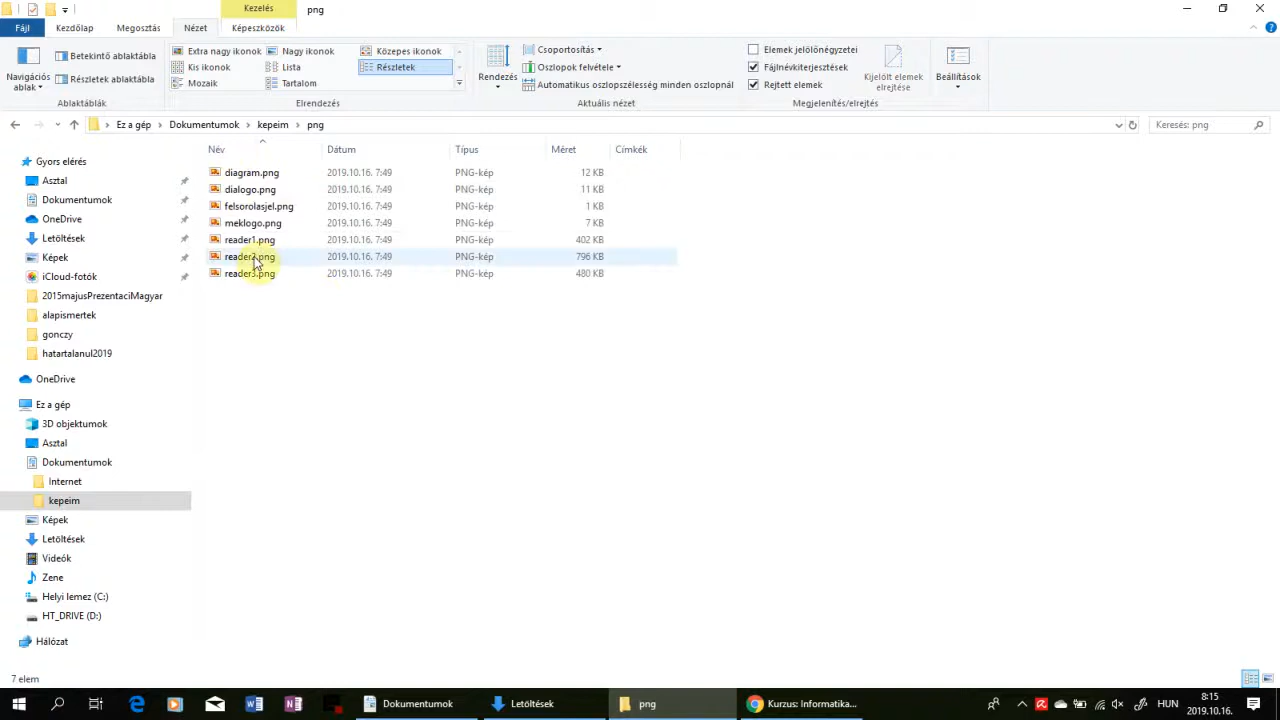 Kezelés
png
Fájl
Kezdőlap
Megosztás
Nézet
Képeszközök
Navigációs ablak
Betekintő ablaktábla
Részletek ablaktábla
Ablaktáblák
Extra nagy ikonok
Nagy ikonok
Közepes ikonok
Kis ikonok
Lista
Részletek
Mozaik
Tartalom
Elrendezés
Rendezés
Csoportosítás
Oszlopok felvétele
Automatikus oszlopszélesség minden oszlopnál
Aktuális nézet
Elemek jelölőnégyzetei
Fájlnévkiterjesztések
Rejtett elemek
Kijelölt elemek elrejtése
Beállítások
Megjelenítés/elrejtés
Ez a gép > Dokumentumok > kepeim > png
Keresés: png
Név Dátum Típus Méret Címkék
diagram.png 2019.10.16. 7:49 PNG-kép 12 KB
dialogo.png 2019.10.16. 7:49 PNG-kép 11 KB
felsorolasjel.png 2019.10.16. 7:49 PNG-kép 1 KB
meklogo.png 2019.10.16. 7:49 PNG-kép 7 KB
reader1.png 2019.10.16. 7:49 PNG-kép 402 KB
reader2.png 2019.10.16. 7:49 PNG-kép 796 KB
reader3.png 2019.10.16. 7:49 PNG-kép 480 KB
Gyors elérés
Asztal
Dokumentumok
OneDrive
Letöltések
Képek
iCloud-fotók
2015majusPrezentaciMagyar
alapismertek
gonczy
hatartalanul2019
OneDrive
Ez a gép
3D objektumok
Asztal
Dokumentumok
Internet
kepeim
Képek
Letöltések
Videók
Zene
Helyi lemez (C:)
HT_DRIVE (D:)
Hálózat
7 elem
Dokumentumok
Letöltések
png
Kurzus: Informatika...
HUN
8:15
2019.10.16.